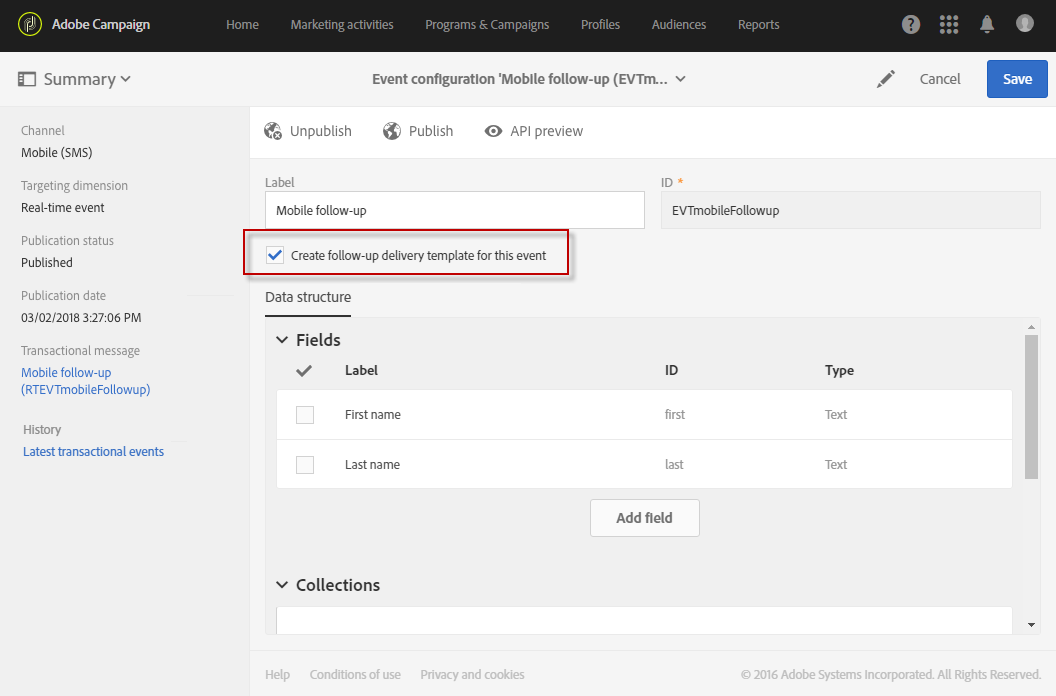 Adobe Campaign Home Marketing activities Programs & Campaigns Profiles Audiences Reports ?
Summary Event configuration 'Mobile follow-up (EVTm... Cancel Save
Channel
Mobile (SMS)
Targeting dimension
Real-time event
Publication status
Published
Publication date
03/02/2018 3:27:06 PM
Transactional message
Mobile follow-up
(RTEVTmobileFollowup)
History
Latest transactional events
Unpublish Publish API preview
Label ID *
Mobile follow-up EVTmobileFollowup
Create follow-up delivery template for this event
Data structure
Fields
Label ID Type
First name first Text
Last name last Text
Add field
Collections
Help Conditions of use Privacy and cookies © 2016 Adobe Systems Incorporated. All Rights Reserved.